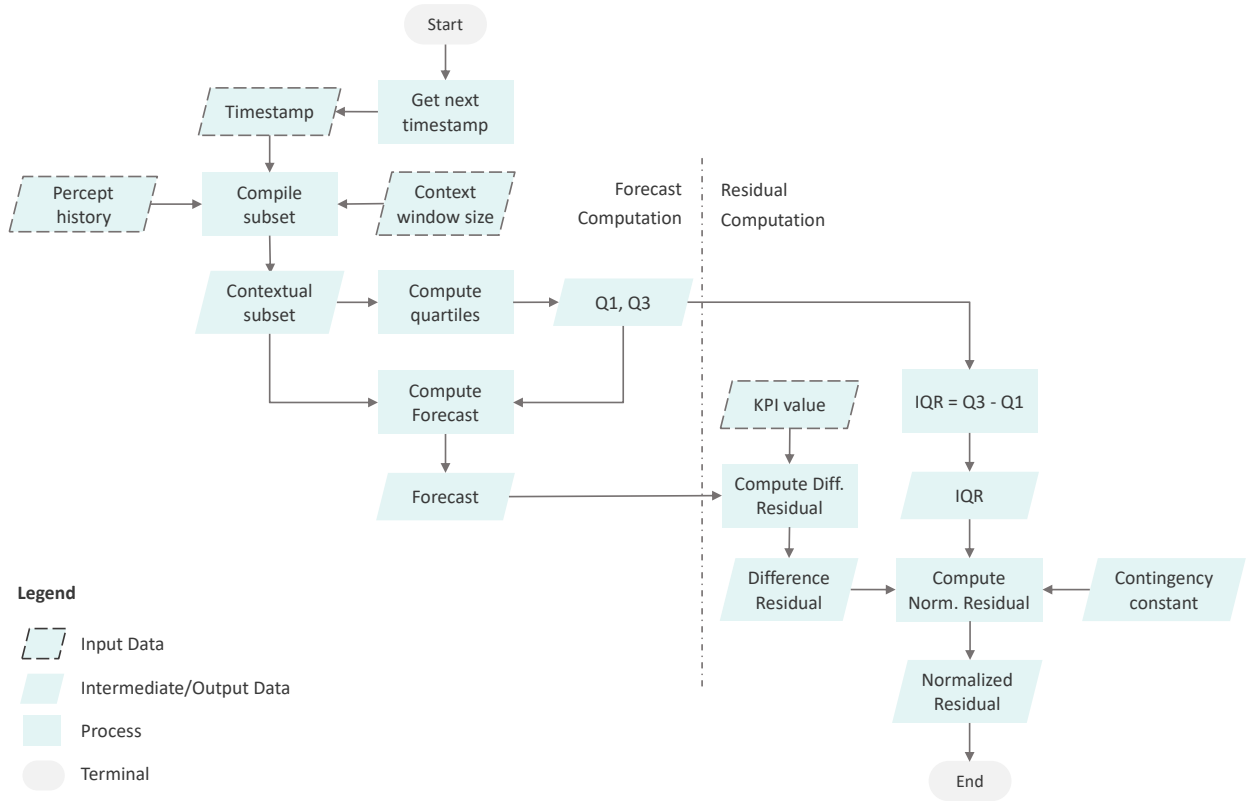 Start
Get next
timestamp
Timestamp
Percept
history
Compile
subset
Context
window size
Forecast
Computation
Residual
Computation
Contextual
subset
Compute
quartiles
Q1, Q3
Compute
Forecast
KPI value
IQR = Q3 - Q1
Forecast
Compute Diff.
Residual
IQR
Difference
Residual
Compute
Norm. Residual
Contingency
constant
Normalized
Residual
End
Legend
Input Data
Intermediate/Output Data
Process
Terminal